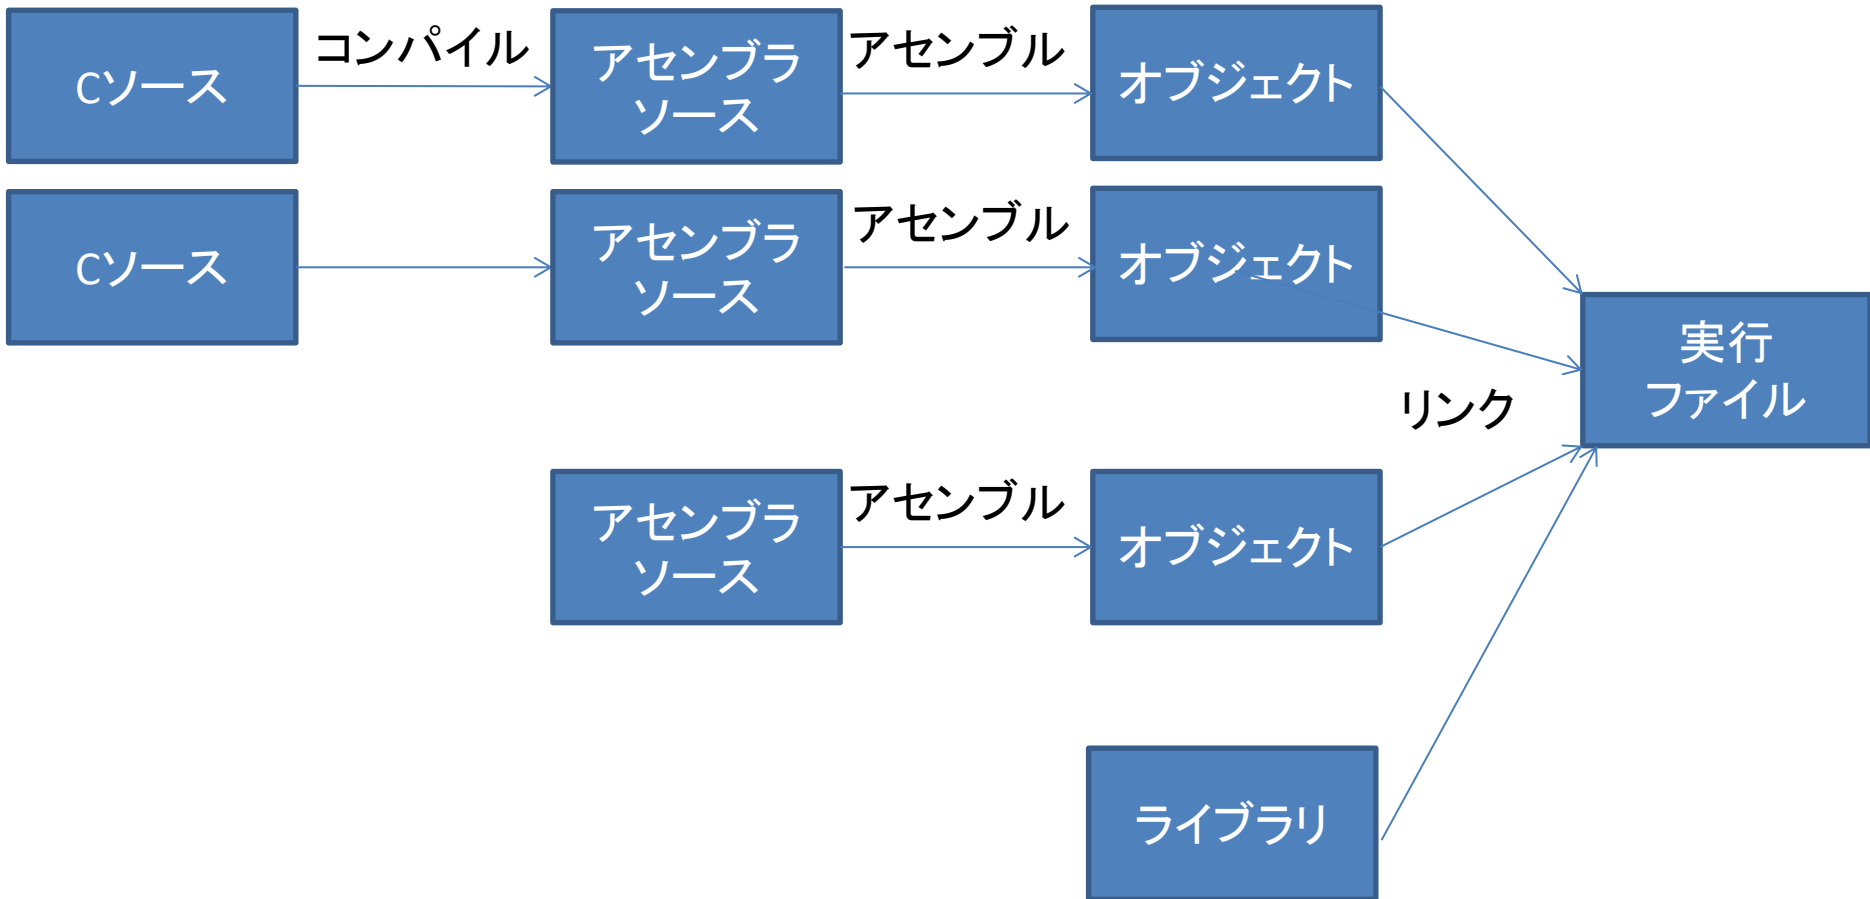 Cソース
コンパイル
アセンブラ
ソース
アセンブル
オブジェクト
Cソース
アセンブラ
ソース
アセンブル
オブジェクト
実行
ファイル
リンク
アセンブラ
ソース
アセンブル
オブジェクト
ライブラリ